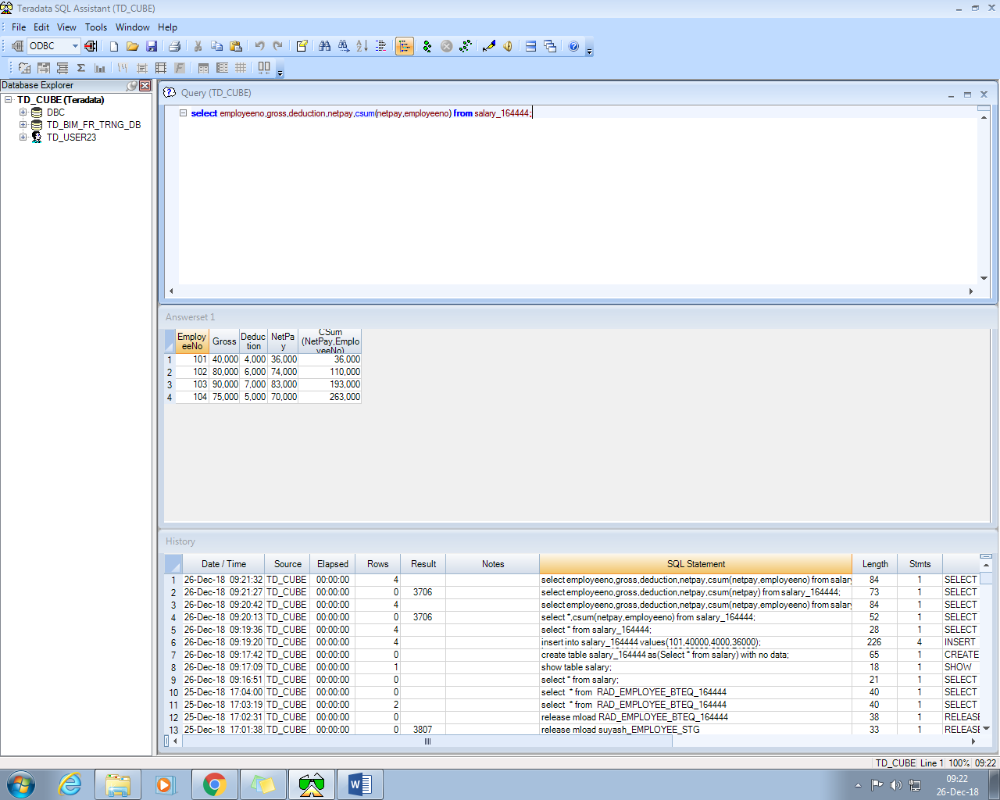 Teradata SQL Assistant (TD_CUBE)
File Edit View Tools Window Help
ODBC
Database Explorer
TD_CUBE (Teradata)
DBC
TD_BIM_FR_TRNG_DB
TD_USER23
Query (TD_CUBE)
select employeeno,gross,deduction,netpay,csum(netpay,employeeno) from salary_164444;
Answerset 1
EmployeeNo Gross Deduction NetPay CSum(NetPay,EmployeeNo)
1 101 40,000 4,000 36,000 36,000
2 102 80,000 6,000 74,000 110,000
3 103 90,000 7,000 83,000 193,000
4 104 75,000 5,000 70,000 263,000
History
Date / Time Source Elapsed Rows Result Notes SQL Statement Length Stmts
1 26-Dec-18 09:21:32 TD_CUBE 00:00:00 4 select employeeno,gross,deduction,netpay,csum(netpay,employeeno) from salary 84 1 SELECT
2 26-Dec-18 09:21:27 TD_CUBE 00:00:00 0 3706 select employeeno,gross,deduction,netpay,csum(netpay) from salary_164444; 73 1 SELECT
3 26-Dec-18 09:20:42 TD_CUBE 00:00:00 4 select employeeno,gross,deduction,netpay,csum(netpay,employeeno) from salary 84 1 SELECT
4 26-Dec-18 09:20:13 TD_CUBE 00:00:00 0 3706 select *,csum(netpay,employeeno) from salary_164444; 52 1 SELECT
5 26-Dec-18 09:19:36 TD_CUBE 00:00:00 4 select * from salary_164444; 28 1 SELECT
6 26-Dec-18 09:19:20 TD_CUBE 00:00:00 4 insert into salary_164444 values(101,40000,4000,36000); 226 4 INSERT
7 26-Dec-18 09:17:42 TD_CUBE 00:00:00 0 create table salary_164444 as(Select * from salary) with no data; 65 1 CREATE
8 26-Dec-18 09:17:09 TD_CUBE 00:00:00 1 show table salary; 18 1 SHOW
9 26-Dec-18 09:16:51 TD_CUBE 00:00:00 0 select * from salary; 21 1 SELECT
10 25-Dec-18 17:04:00 TD_CUBE 00:00:00 0 select * from RAD_EMPLOYEE_BTEQ_164444 40 1 SELECT
11 25-Dec-18 17:03:19 TD_CUBE 00:00:00 2 select * from RAD_EMPLOYEE_BTEQ_164444 40 1 SELECT
12 25-Dec-18 17:02:31 TD_CUBE 00:00:00 0 release mload RAD_EMPLOYEE_BTEQ_164444 38 1 RELEASE
13 25-Dec-18 17:01:38 TD_CUBE 00:00:00 0 3807 release mload suyash_EMPLOYEE_STG 33 1 RELEASE
TD_CUBE Line 1 100% 09:22
09:22
26-Dec-18